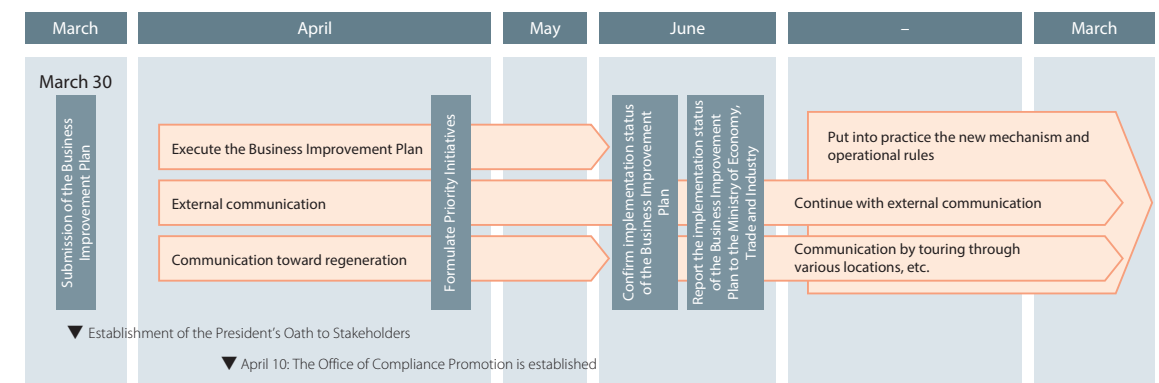 March
April
May
June
–
March
March 30
Submission of the Business
Improvement Plan
Execute the Business Improvement Plan
External communication
Communication toward regeneration
Formulate Priority Initiatives
Confirm implementation status
of the Business Improvement
Plan
Report the implementation status
of the Business Improvement
Plan to the Ministry of Economy,
Trade and Industry
Put into practice the new mechanism and
operational rules
Continue with external communication
Communication by touring through
various locations, etc.
▼ Establishment of the President's Oath to Stakeholders
▼ April 10: The Office of Compliance Promotion is established